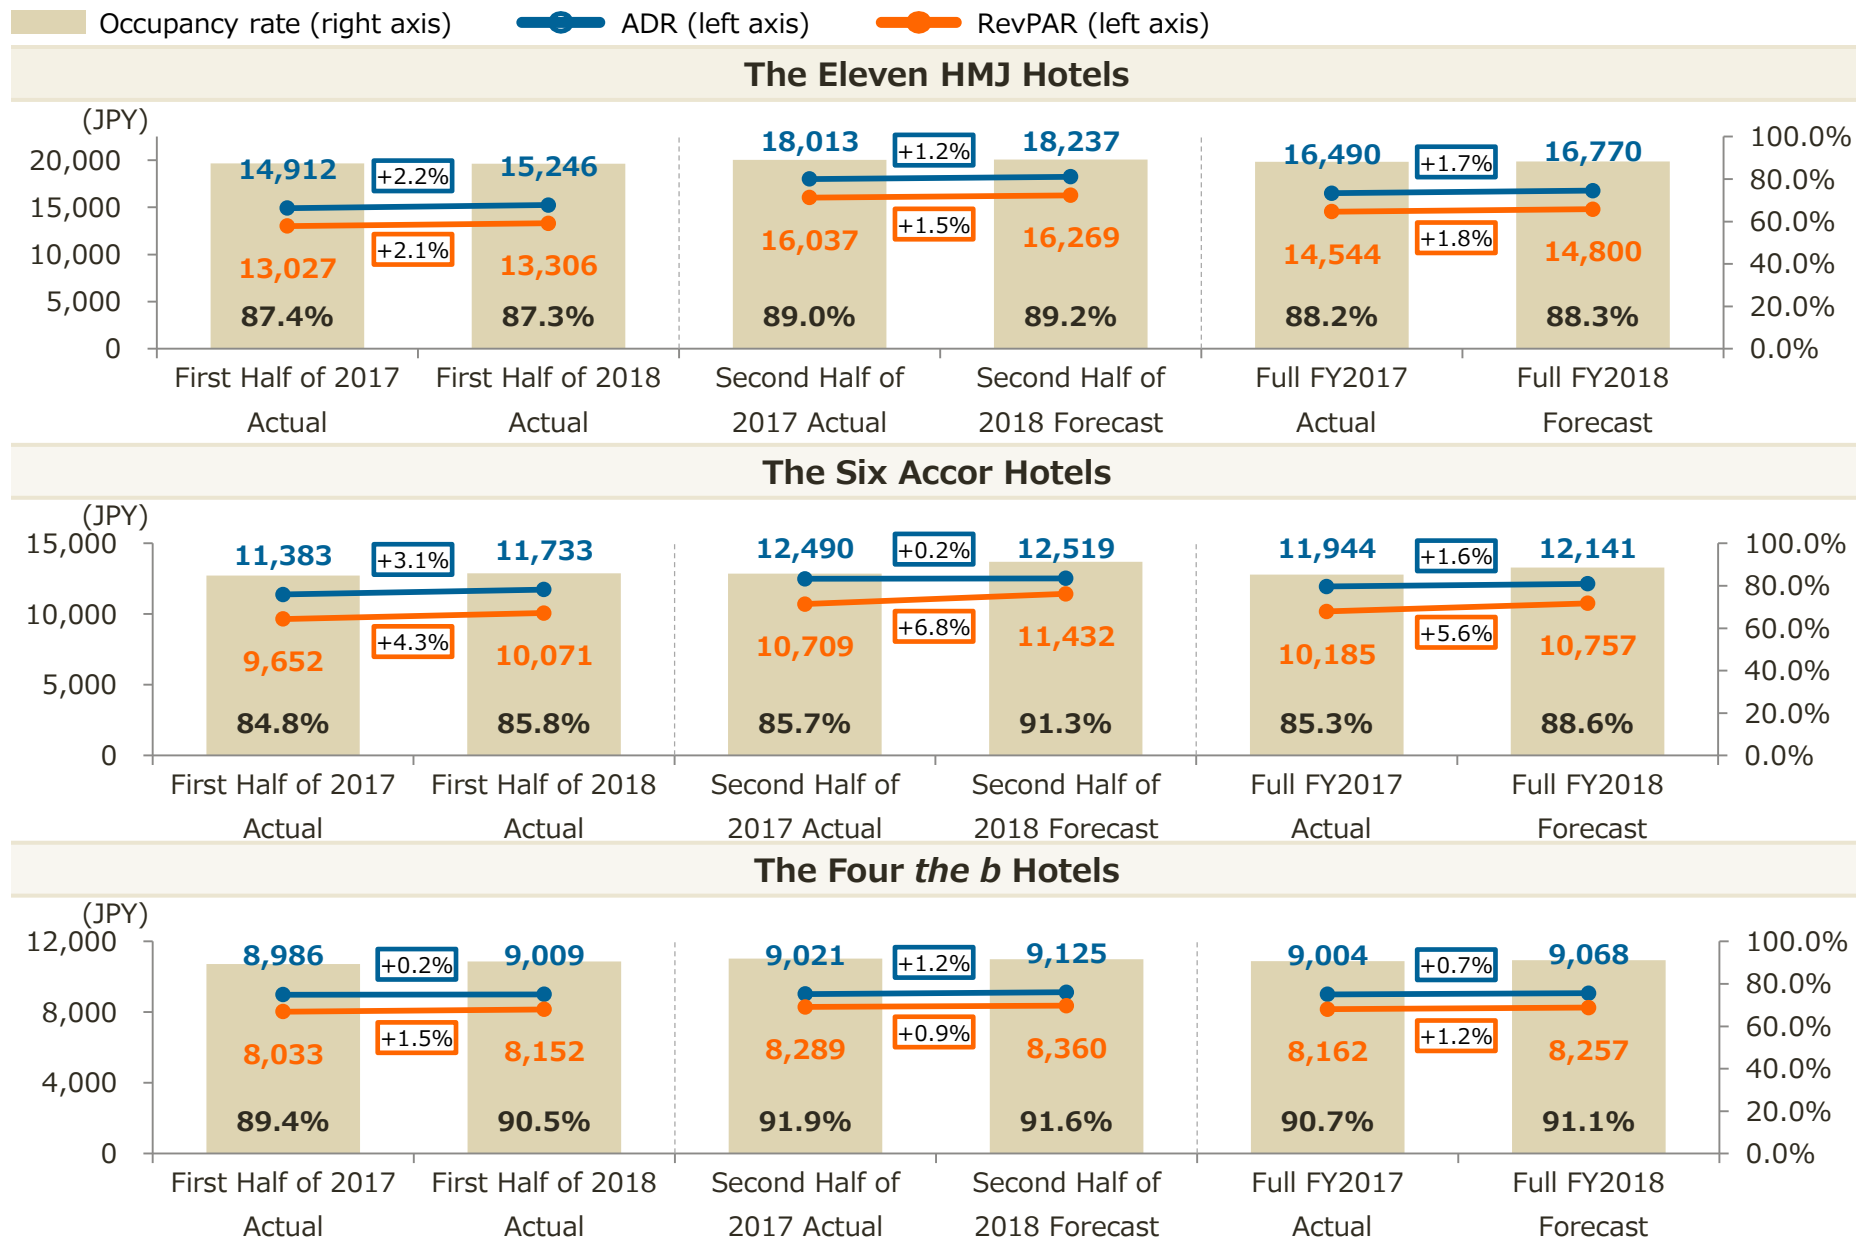 Occupancy rate (right axis) ADR (left axis) RevPAR (left axis)
The Eleven HMJ Hotels
(JPY)
20,000
15,000
10,000
5,000
0
14,912 +2.2% 15,246 18,013 +1.2% 18,237 16,490 +1.7% 16,770
13,027 +2.1% 13,306 16,037 +1.5% 16,269 14,544 +1.8% 14,800
87.4% 87.3% 89.0% 89.2% 88.2% 88.3%
100.0%
80.0%
60.0%
40.0%
20.0%
0.0%
First Half of 2017 First Half of 2018 Second Half of Second Half of Full FY2017 Full FY2018
Actual Actual 2017 Actual 2018 Forecast Actual Forecast
The Six Accor Hotels
(JPY)
15,000
10,000
5,000
0
11,383 +3.1% 11,733 12,490 +0.2% 12,519 11,944 +1.6% 12,141
9,652 +4.3% 10,071 10,709 +6.8% 11,432 10,185 +5.6% 10,757
84.8% 85.8% 85.7% 91.3% 85.3% 88.6%
100.0%
80.0%
60.0%
40.0%
20.0%
0.0%
First Half of 2017 First Half of 2018 Second Half of Second Half of Full FY2017 Full FY2018
Actual Actual 2017 Actual 2018 Forecast Actual Forecast
The Four the b Hotels
(JPY)
12,000
8,000
4,000
0
8,986 +0.2% 9,009 9,021 +1.2% 9,125 9,004 +0.7% 9,068
8,033 +1.5% 8,152 8,289 +0.9% 8,360 8,162 +1.2% 8,257
89.4% 90.5% 91.9% 91.6% 90.7% 91.1%
100.0%
80.0%
60.0%
40.0%
20.0%
0.0%
First Half of 2017 First Half of 2018 Second Half of Second Half of Full FY2017 Full FY2018
Actual Actual 2017 Actual 2018 Forecast Actual Forecast